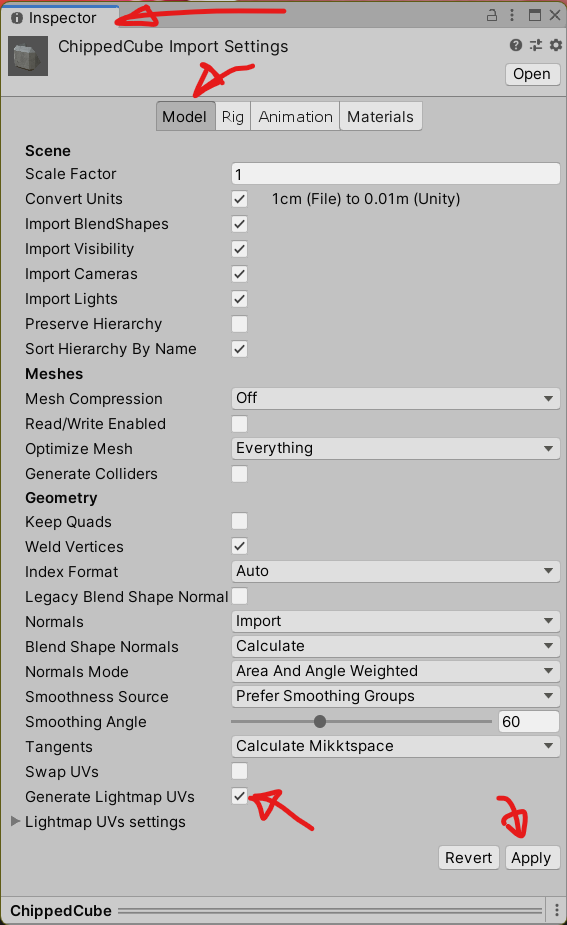 Inspector
ChippedCube Import Settings
Open
Model Rig Animation Materials
Scene
Scale Factor 1
Convert Units 1cm (File) to 0.01m (Unity)
Import BlendShapes
Import Visibility
Import Cameras
Import Lights
Preserve Hierarchy
Sort Hierarchy By Name
Meshes
Mesh Compression Off
Read/Write Enabled
Optimize Mesh Everything
Generate Colliders
Geometry
Keep Quads
Weld Vertices
Index Format Auto
Legacy Blend Shape Normal
Normals Import
Blend Shape Normals Calculate
Normals Mode Area And Angle Weighted
Smoothness Source Prefer Smoothing Groups
Smoothing Angle 60
Tangents Calculate Mikktspace
Swap UVs
Generate Lightmap UVs
Lightmap UVs settings
Revert Apply
ChippedCube